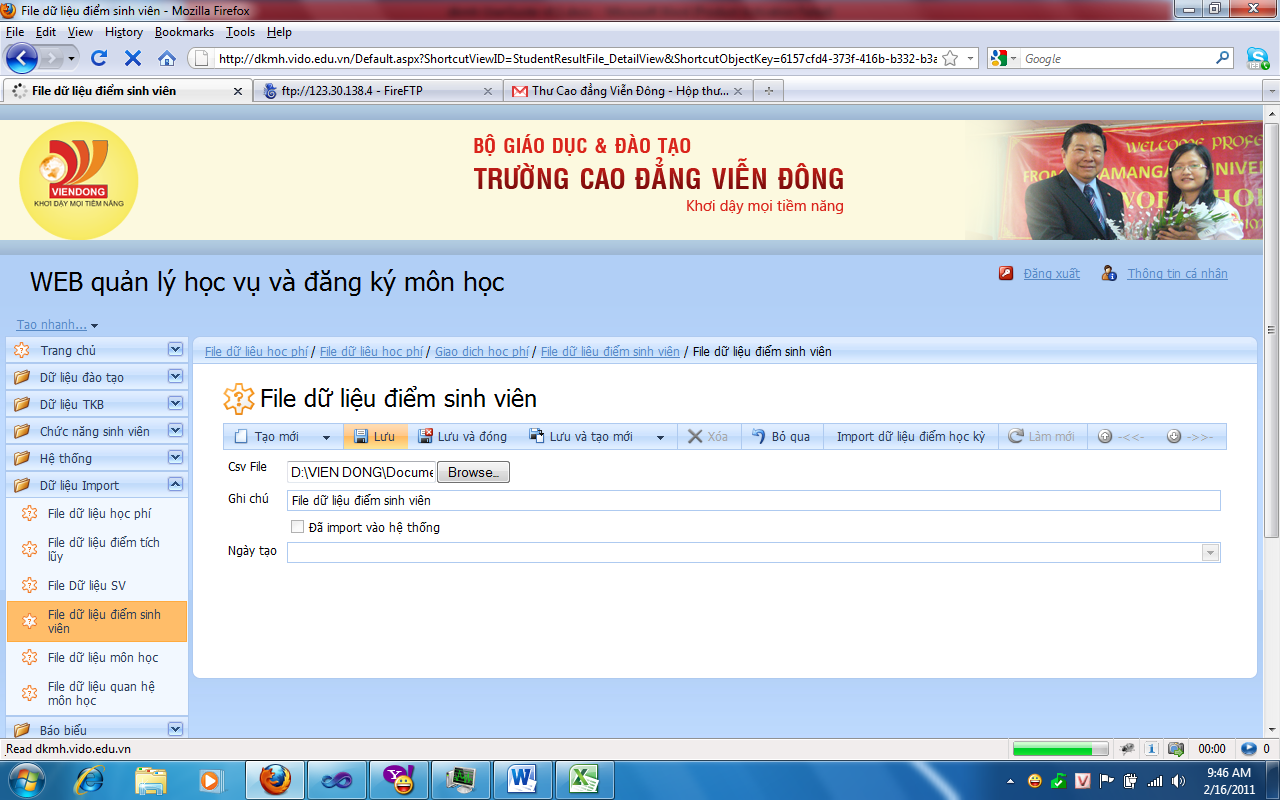 File dữ liệu điểm sinh viên - Mozilla Firefox
File Edit View History Bookmarks Tools Help
http://dkmh.vido.edu.vn/Default.aspx?ShortcutViewID=StudentResultFile_DetailView&ShortcutObjectKey=6157cfd4-373f-416b-b332-b3a
Google
File dữ liệu điểm sinh viên
ftp://123.30.138.4 - FireFTP
Thư Cao đẳng Viễn Đông - Hộp thư...
VIENDONG
KHƠI DẬY MỌI TIỀM NĂNG
BỘ GIÁO DỤC & ĐÀO TẠO
TRƯỜNG CAO ĐẲNG VIỄN ĐÔNG
Khơi dậy mọi tiềm năng
WELCOME PROFE
FROM AMANGA NIVER
WOR HO
WEB quản lý học vụ và đăng ký môn học
Đăng xuất
Thông tin cá nhân
Tạo nhanh...
Trang chủ
Dữ liệu đào tạo
Dữ liệu TKB
Chức năng sinh viên
Hệ thống
Dữ liệu Import
File dữ liệu học phí
File dữ liệu điểm tích
lũy
File Dữ liệu SV
File dữ liệu điểm sinh
viên
File dữ liệu môn học
File dữ liệu quan hệ
môn học
Báo biểu
File dữ liệu học phí / File dữ liệu học phí / Giao dịch học phí / File dữ liệu điểm sinh viên / File dữ liệu điểm sinh viên
File dữ liệu điểm sinh viên
Tạo mới Lưu Lưu và đóng Lưu và tạo mới Xóa Bỏ qua Import dữ liệu điểm học kỳ Làm mới -<<- ->>-
Csv File D:\VIEN DONG\Docume Browse...
Ghi chú File dữ liệu điểm sinh viên
Đã import vào hệ thống
Ngày tạo
Read dkmh.vido.edu.vn
00:00
0
9:46 AM
2/16/2011